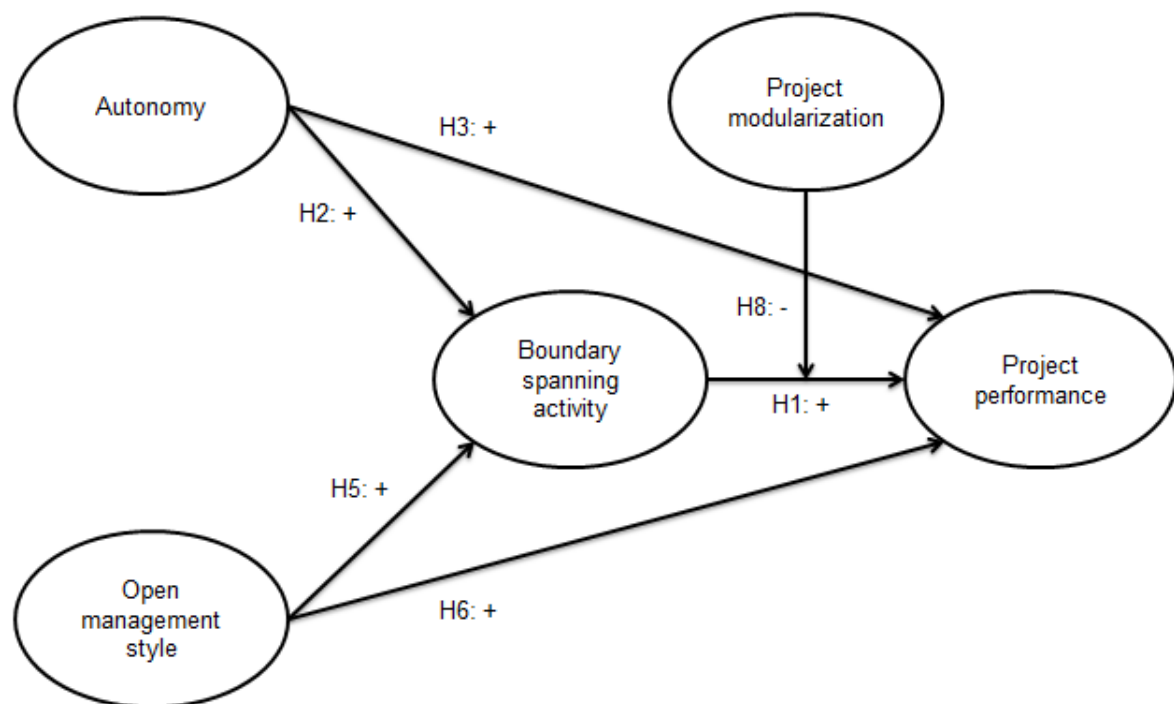 Autonomy
Project
modularization
H3: +
H2: +
H8: -
Boundary
spanning
activity
Project
performance
H1: +
H5: +
Open
management
style
H6: +